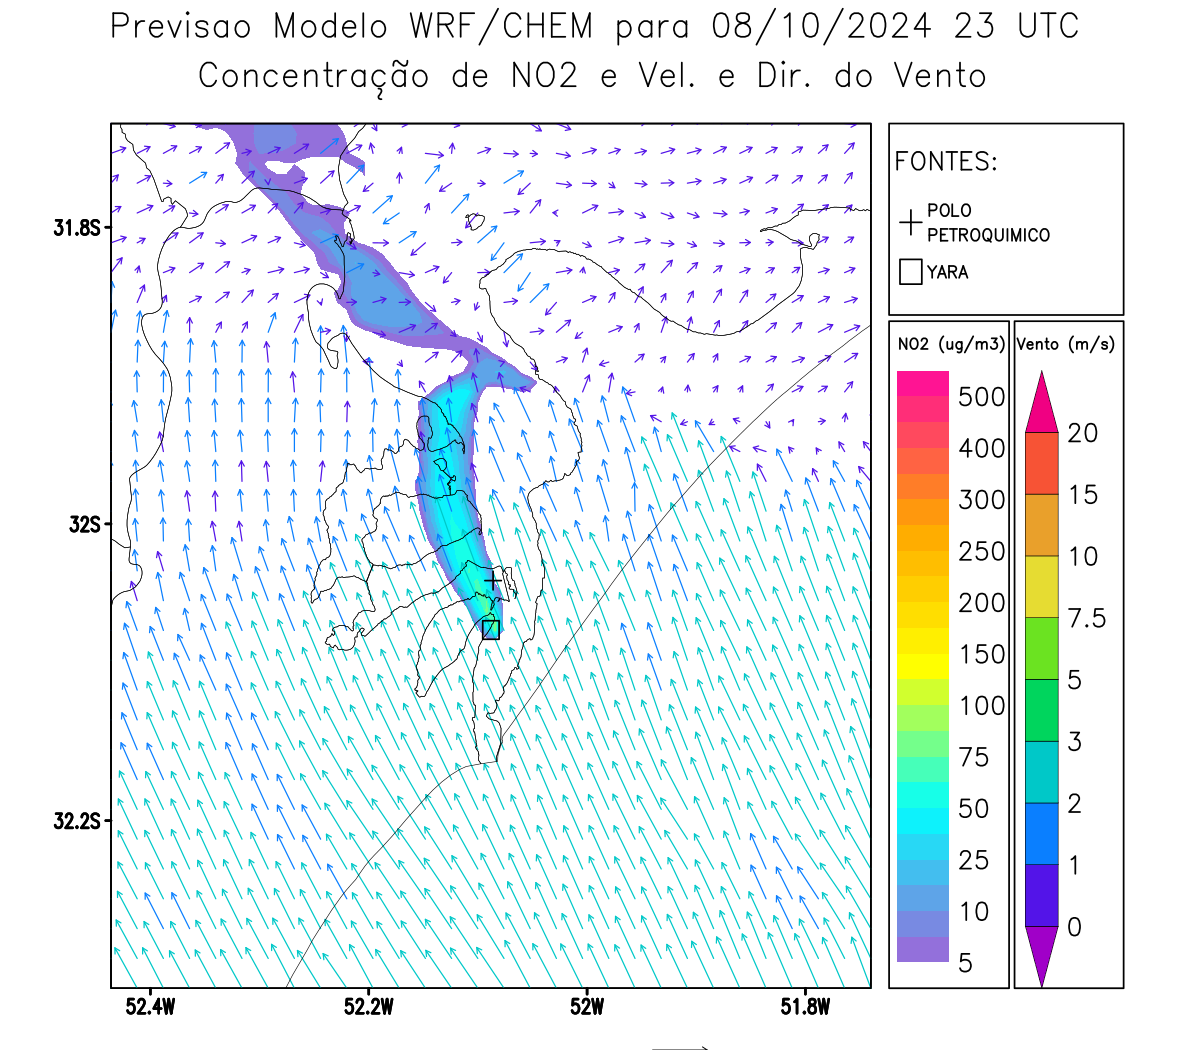 Previsao Modelo WRF/CHEM para 08/10/2024 23 UTC
Concentração de NO2 e Vel. e Dir. do Vento
FONTES:
POLO
PETROQUIMICO
YARA
NO2 (ug/m3)
500
400
300
250
200
150
100
75
50
25
10
5
Vento (m/s)
20
15
10
7.5
5
3
2
1
0
31.8S
32S
32.2S
52.4W 52.2W 52W 51.8W